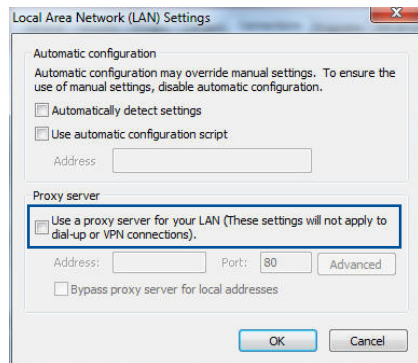 Local Area Network (LAN) Settings
Automatic configuration
Automatic configuration may override manual settings. To ensure the
use of manual settings, disable automatic configuration.
Automatically detect settings
Use automatic configuration script
Address
Proxy server
Use a proxy server for your LAN (These settings will not apply to
dial-up or VPN connections).
Address:
Port: 80
Advanced
Bypass proxy server for local addresses
OK
Cancel